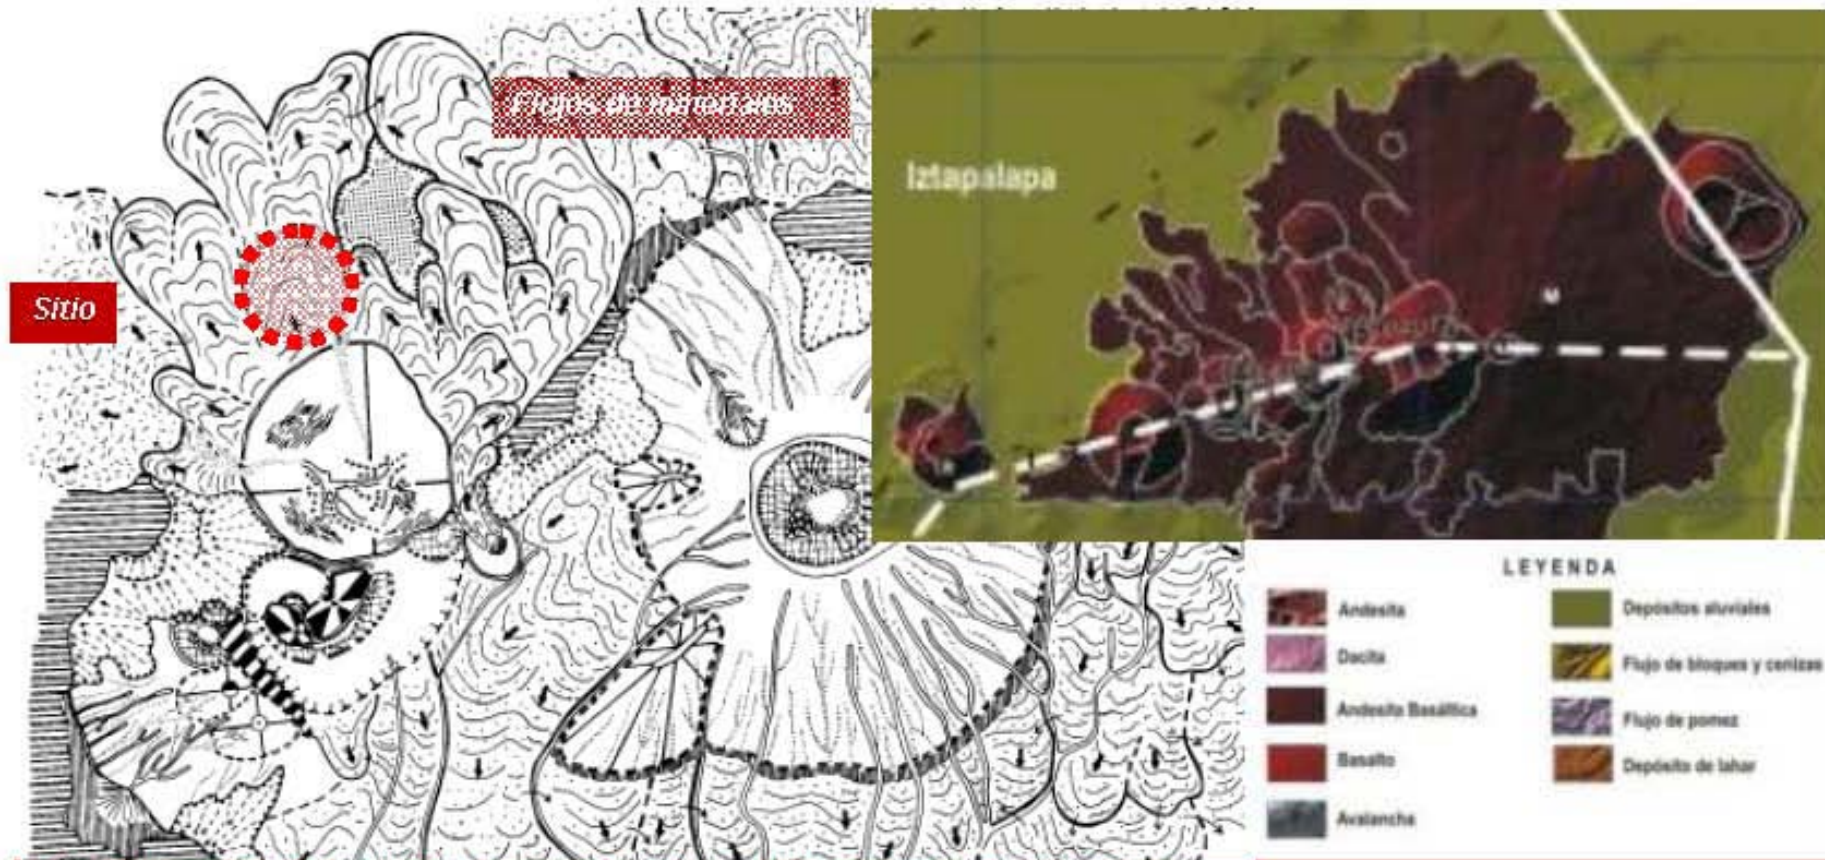 Flujos de materiales
Sitio
Iztapalapa
LEYENDA
Andesita
Dacita
Andesita Basáltica
Basalto
Avalancha
Depósitos aluviales
Flujo de bloques y cenizas
Flujo de pomez
Depósito de lahar